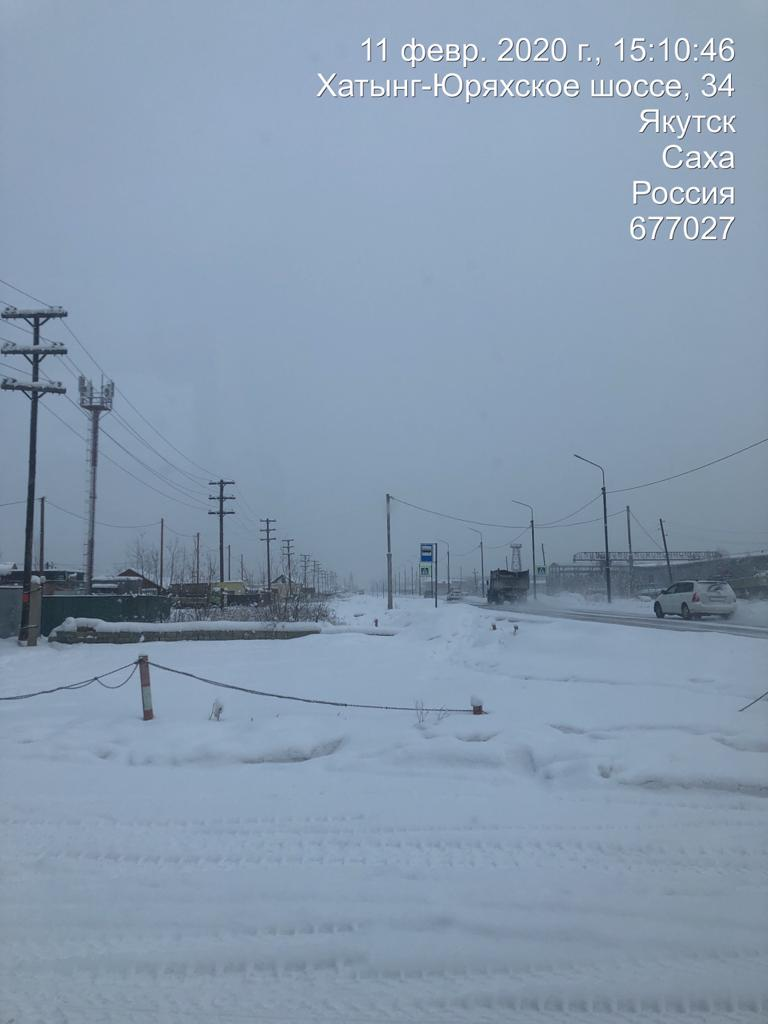 11 февр. 2020 г., 15:10:46
Хатынг-Юряхское шоссе, 34
Якутск
Саха
Россия
677027